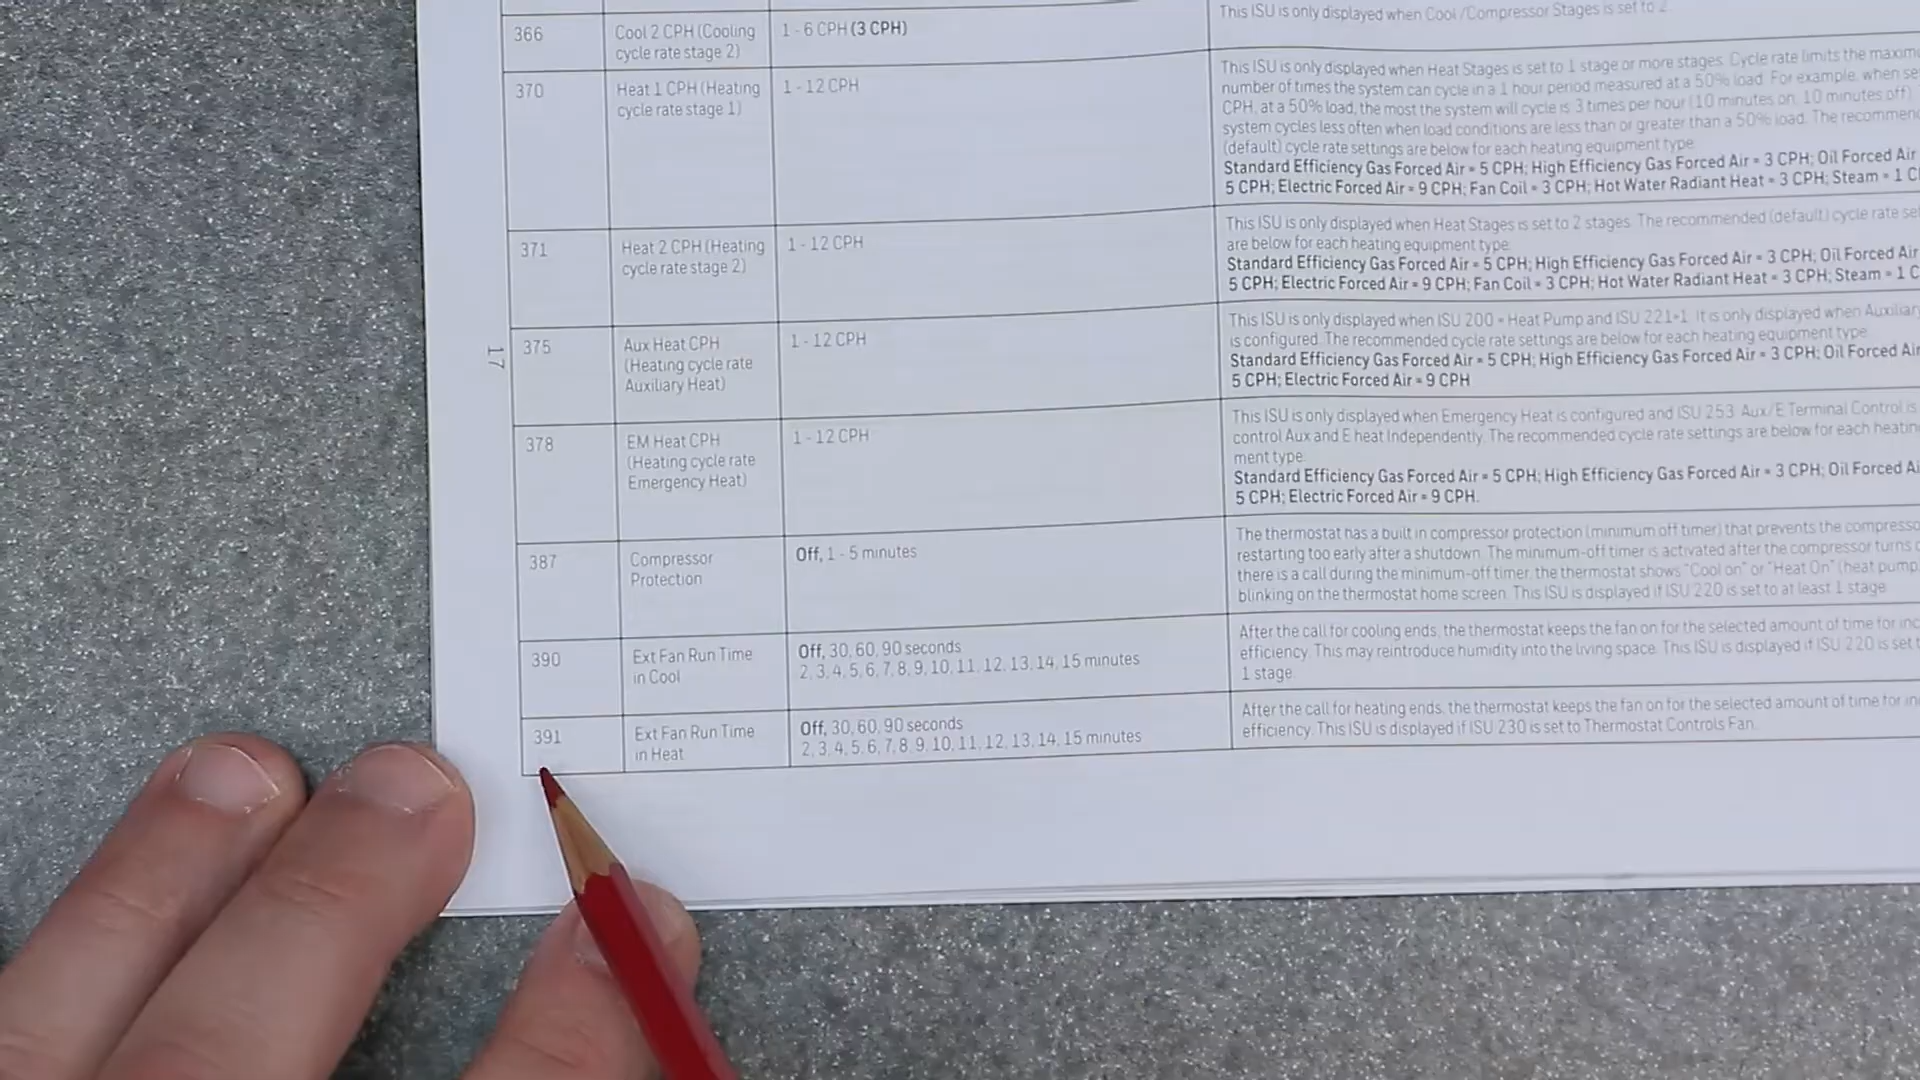 366
Cool 2 CPH (Cooling
cycle rate stage 2)
1 - 6 CPH (3 CPH)
This ISU is only displayed when Cool /Compressor Stages is set to 2
370
Heat 1 CPH (Heating
cycle rate stage 1)
1 - 12 CPH
This ISU is only displayed when Heat Stages is set to 1 stage or more stages. Cycle rate limits the
number of times the system can cycle in a 1 hour period measured at a 50% load. For example, when
CPH, at a 50% load, the most the system will cycle is 3 times per hour (10 minutes on, 10 minutes off)
system cycles less often when load conditions are less than or greater than a 50% load. The
(default) cycle rate settings are below for each heating equipment type
Standard Efficiency Gas Forced Air = 5 CPH; High Efficiency Gas Forced Air = 3 CPH; Oil Forced Air
5 CPH; Electric Forced Air = 9 CPH; Fan Coil = 3 CPH; Hot Water Radiant Heat = 3 CPH; Steam = 1
371
Heat 2 CPH (Heating
cycle rate stage 2)
1 - 12 CPH
This ISU is only displayed when Heat Stages is set to 2 stages. The recommended (default) cycle rate
are below for each heating equipment type
Standard Efficiency Gas Forced Air = 5 CPH; High Efficiency Gas Forced Air = 3 CPH; Oil Forced Air
5 CPH; Electric Forced Air = 9 CPH; Fan Coil = 3 CPH; Hot Water Radiant Heat = 3 CPH; Steam = 1
17
375
Aux Heat CPH
(Heating cycle rate
Auxiliary Heat)
1 - 12 CPH
This ISU is only displayed when ISU 200 = Heat Pump and ISU 221=1. It is only displayed when Auxiliary
is configured. The recommended cycle rate settings are below for each heating equipment type
Standard Efficiency Gas Forced Air = 5 CPH; High Efficiency Gas Forced Air = 3 CPH; Oil Forced Air
5 CPH; Electric Forced Air = 9 CPH
378
EM Heat CPH
(Heating cycle rate
Emergency Heat)
1 - 12 CPH
This ISU is only displayed when Emergency Heat is configured and ISU 253 Aux/E Terminal Control is
control Aux and E heat Independently. The recommended cycle rate settings are below for each
ment type.
Standard Efficiency Gas Forced Air = 5 CPH; High Efficiency Gas Forced Air = 3 CPH; Oil Forced
5 CPH; Electric Forced Air = 9 CPH.
387
Compressor
Protection
Off, 1 - 5 minutes
The thermostat has a built in compressor protection (minimum off timer) that prevents the
restarting too early after a shutdown. The minimum-off timer is activated after the compressor turns
there is a call during the minimum-off timer, the thermostat shows "Cool on" or "Heat On" (heat pump
blinking on the thermostat home screen. This ISU is displayed if ISU 220 is set to at least 1 stage
390
Ext Fan Run Time
in Cool
Off, 30, 60, 90 seconds
2, 3, 4, 5, 6, 7, 8, 9, 10, 11, 12, 13, 14, 15 minutes
After the call for cooling ends, the thermostat keeps the fan on for the selected amount of time for
efficiency. This may reintroduce humidity into the living space. This ISU is displayed if ISU 220 is set
1 stage.
391
Ext Fan Run Time
in Heat
Off, 30, 60, 90 seconds
2, 3, 4, 5, 6, 7, 8, 9, 10, 11, 12, 13, 14, 15 minutes
After the call for heating ends, the thermostat keeps the fan on for the selected amount of time for
efficiency. This ISU is displayed if ISU 230 is set to Thermostat Controls Fan.